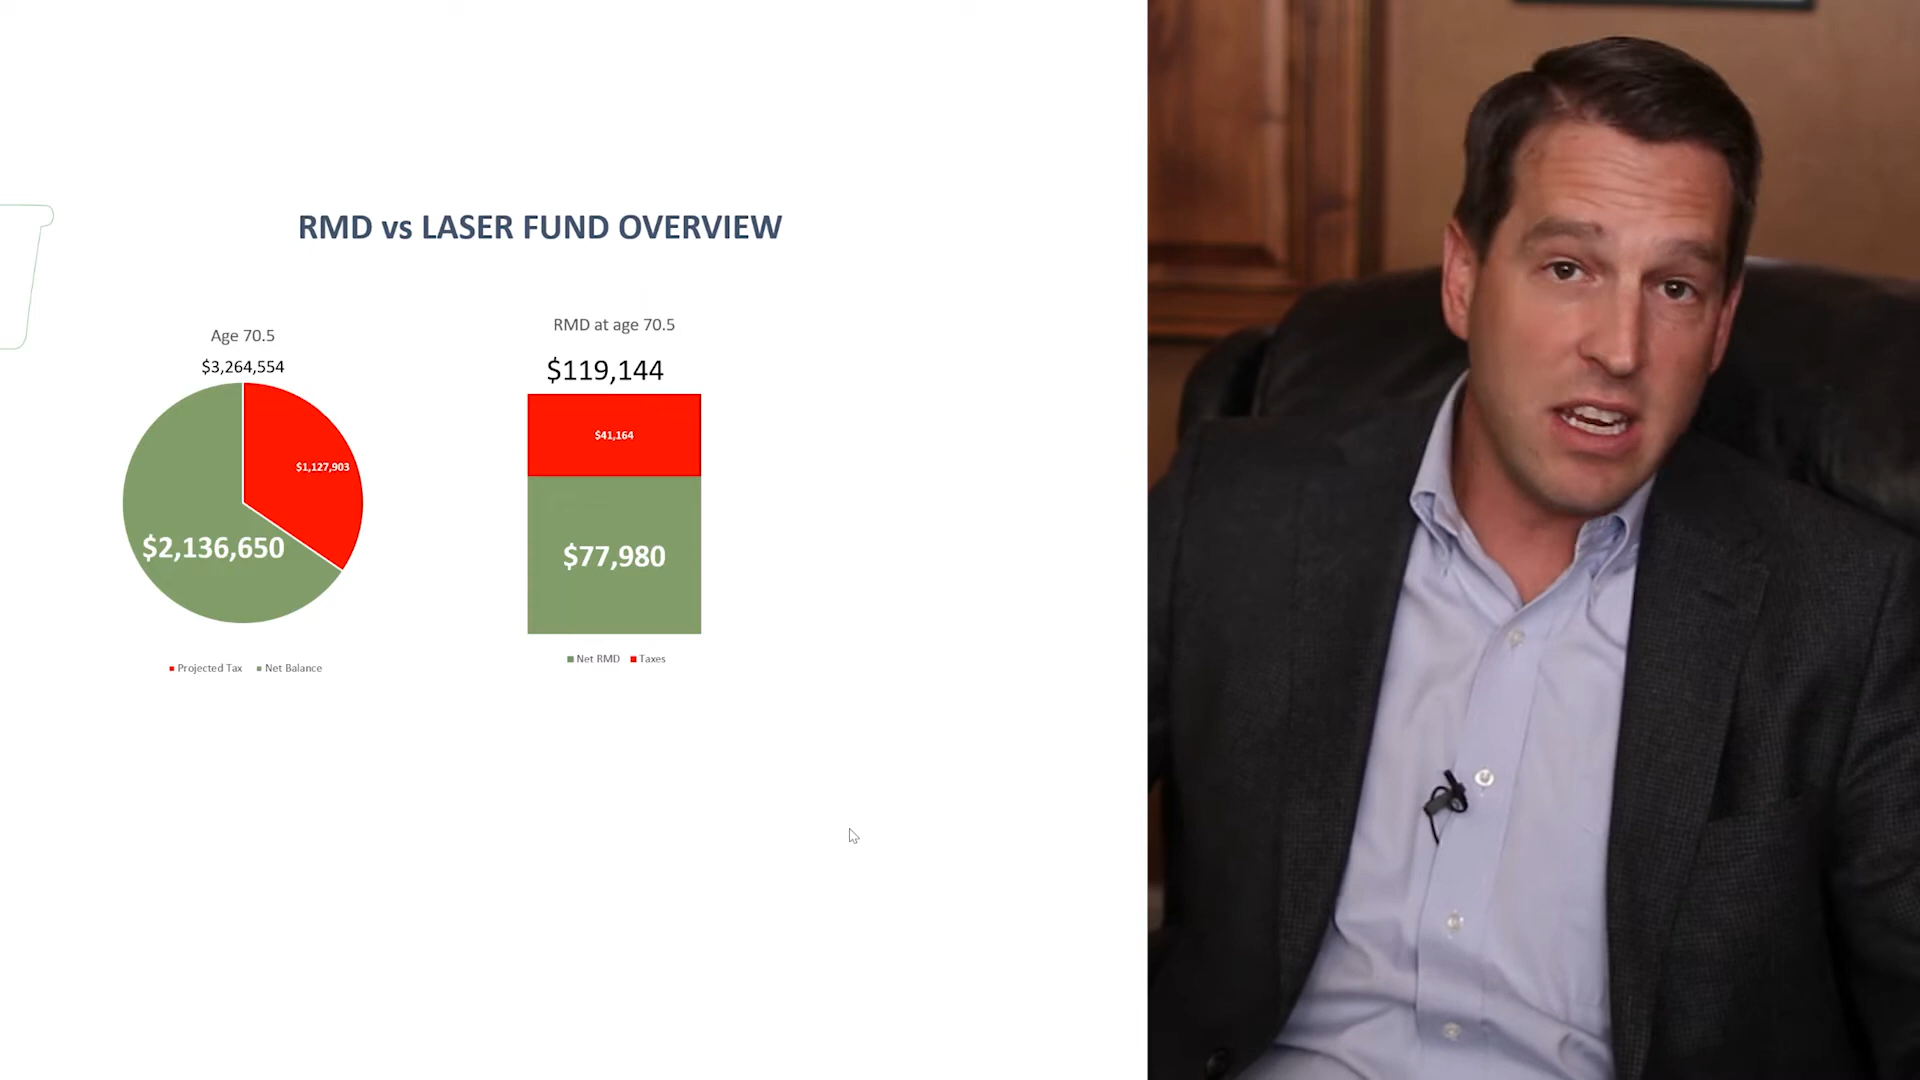 RMD vs LASER FUND OVERVIEW
Age 70.5
$3,264,554
$1,127,903
$2,136,650
Projected Tax Net Balance
RMD at age 70.5
$119,144
$41,164
$77,980
Net RMD Taxes